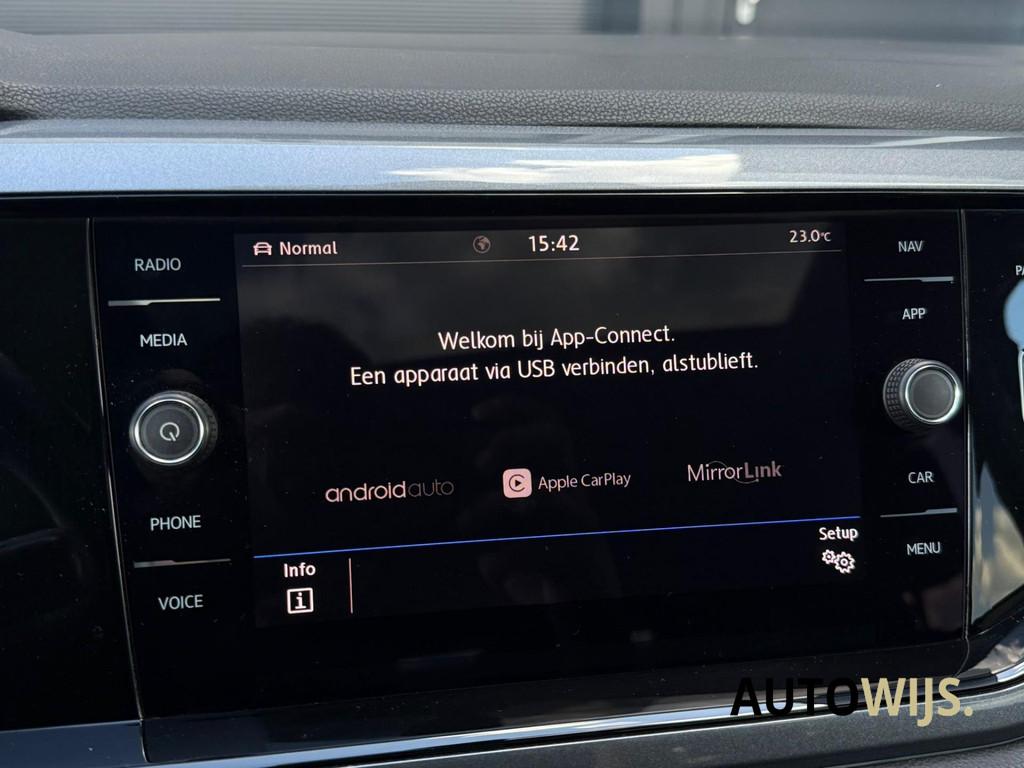 RADIO
MEDIA
PHONE
VOICE
Normal
15:42
23.0°C
Welkom bij App-Connect.
Een apparaat via USB verbinden, alstublieft.
androidauto
Apple CarPlay
MirrorLink
Info
i
Setup
NAV
APP
CAR
MENU
AUTOWIJS.